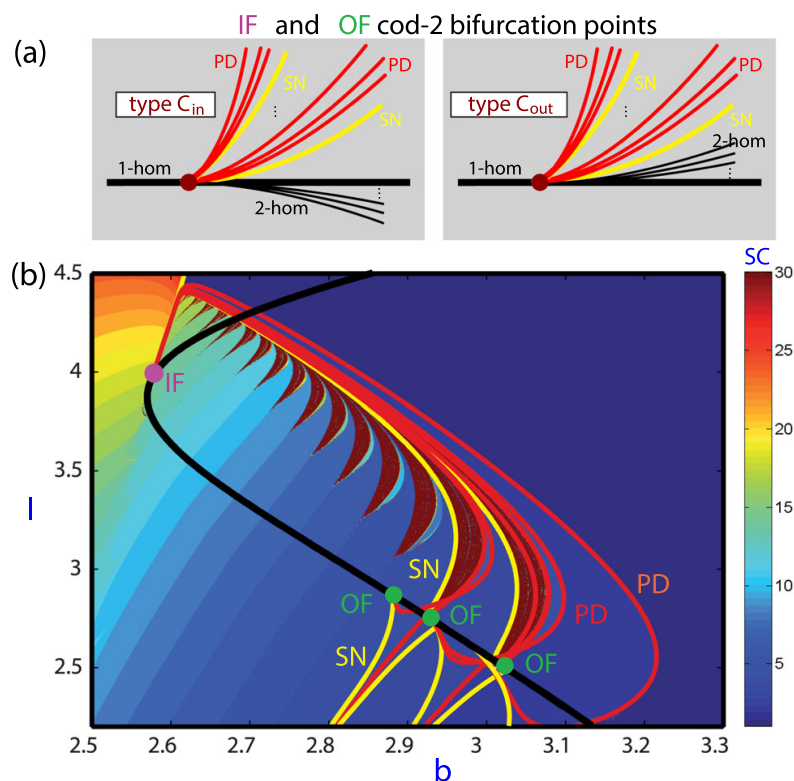 IF and OF cod-2 bifurcation points
(a)
PD
SN
PD
type C_in
⋮
SN
1-hom
2-hom
⋮
PD
SN
PD
type C_out
⋮
SN
2-hom
1-hom
⋮
(b)
SC
4.5
4
3.5
3
2.5
I
IF
SN
OF
OF
SN
OF
PD
PD
30
25
20
15
10
5
2.5 2.6 2.7 2.8 2.9 3 3.1 3.2 3.3
b